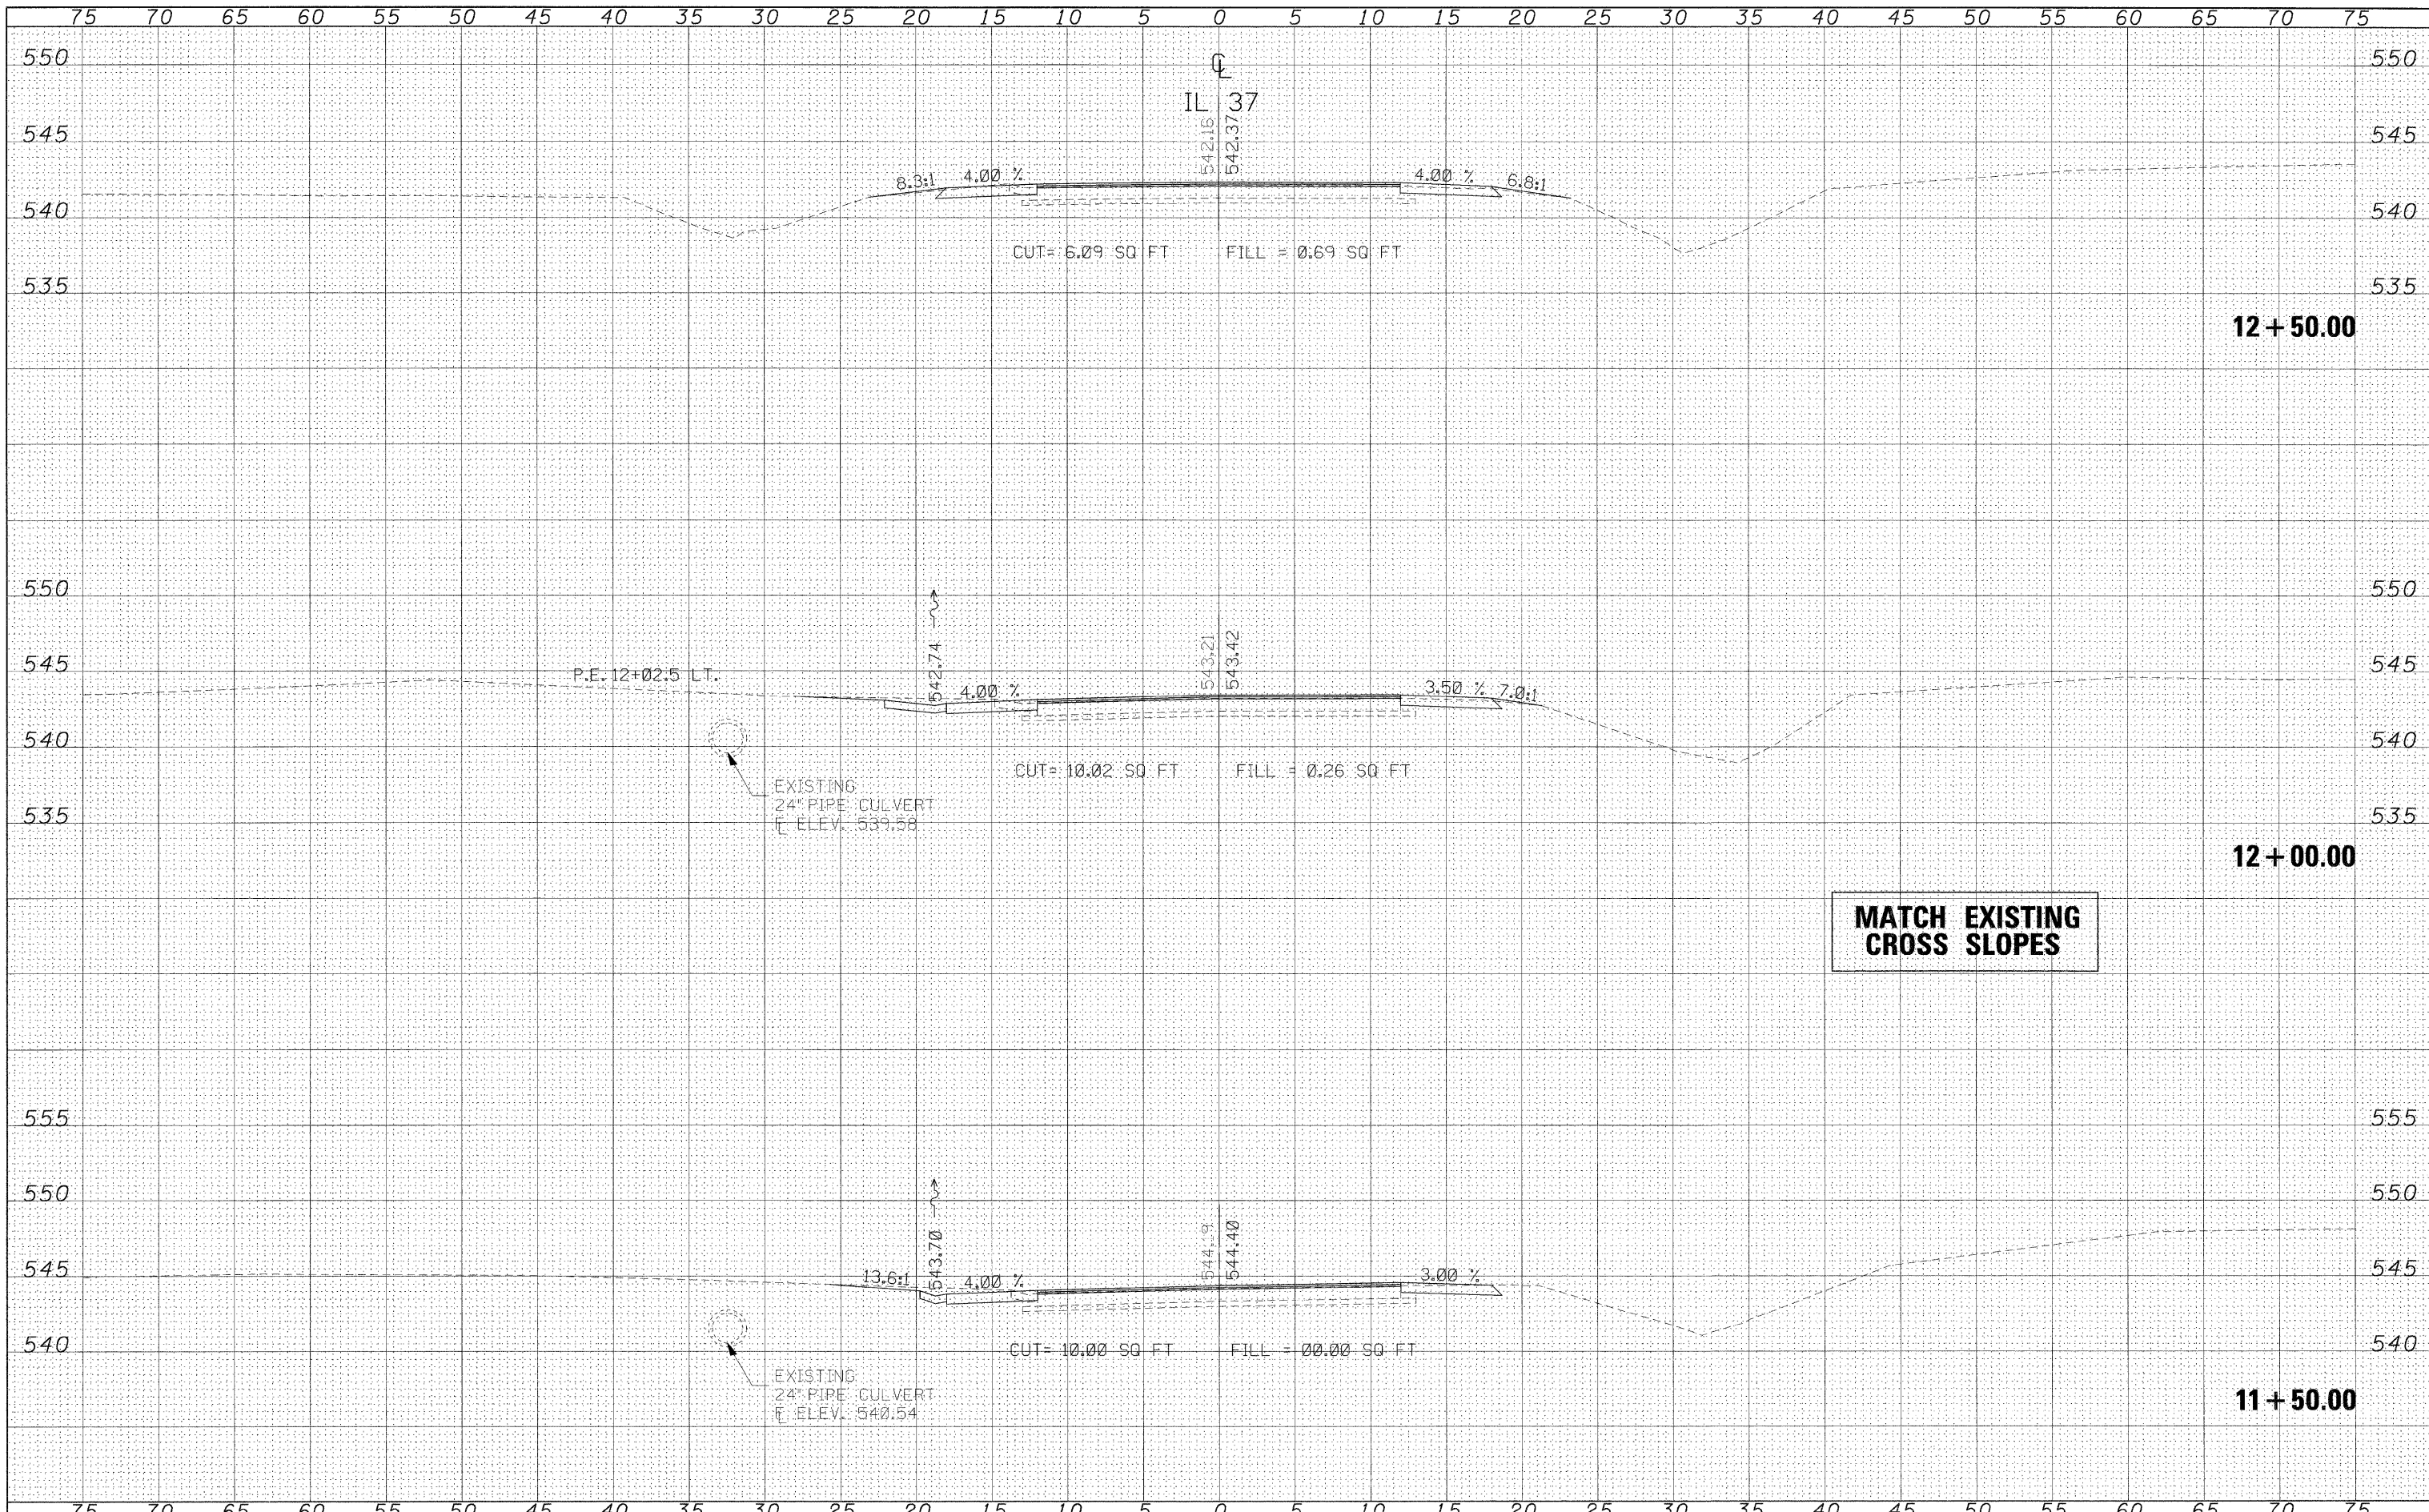 75 70 65 60 55 50 45 40 35 30 25 20 15 10 5 0 5 10 15 20 25 30 35 40 45 50 55 60 65 70 75
550 550
℄
IL 37
545 542.16 542.37 545
8.3:1 4.00 % 4.00 % 6.8:1
540 540
CUT= 6.09 SQ FT FILL = 0.69 SQ FT
535 535
12+50.00
550 550
542.74 543.21 543.42
545 545
P.E. 12+02.5 LT. 4.00 % 3.50 % 7.0:1
540 540
CUT= 10.02 SQ FT FILL = 0.26 SQ FT
EXISTING
24" PIPE CULVERT
F̲L ELEV. 539.58
535 535
12+00.00
MATCH EXISTING
CROSS SLOPES
555 555
550 550
543.70 544.40
545 545
13.6:1 4.00 % 3.00 %
540 540
CUT= 10.00 SQ FT FILL = 00.00 SQ FT
EXISTING
24" PIPE CULVERT
F̲L ELEV. 540.54
11+50.00
75 70 65 60 55 50 45 40 35 30 25 20 15 10 5 0 5 10 15 20 25 30 35 40 45 50 55 60 65 70 75